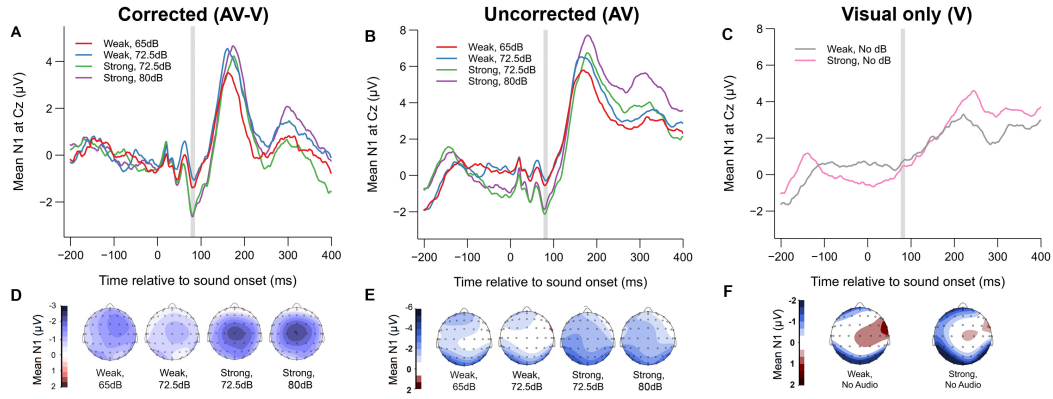 Corrected (AV-V)
Uncorrected (AV)
Visual only (V)
A
Weak, 65dB
Weak, 72.5dB
Strong, 72.5dB
Strong, 80dB
Mean N1 at Cz (µV)
4
2
0
−2
−200
−100
0
100
200
300
400
Time relative to sound onset (ms)
B
Weak, 65dB
Weak, 72.5dB
Strong, 72.5dB
Strong, 80dB
Mean N1 at Cz (µV)
8
6
4
2
0
−2
−200
−100
0
100
200
300
400
Time relative to sound onset (ms)
C
Weak, No dB
Strong, No dB
Mean N1 at Cz (µV)
8
6
4
2
0
−2
−200
−100
0
100
200
300
400
Time relative to sound onset (ms)
D
Mean N1 (µV)
-3
-2
-1
0
1
2
Weak,
65dB
Weak,
72.5dB
Strong,
72.5dB
Strong,
80dB
E
Mean N1 (µV)
-6
-4
-2
0
2
Weak,
65dB
Weak,
72.5dB
Strong,
72.5dB
Strong,
80dB
F
Mean N1 (µV)
-2
-1
0
1
2
Weak,
No Audio
Strong,
No Audio